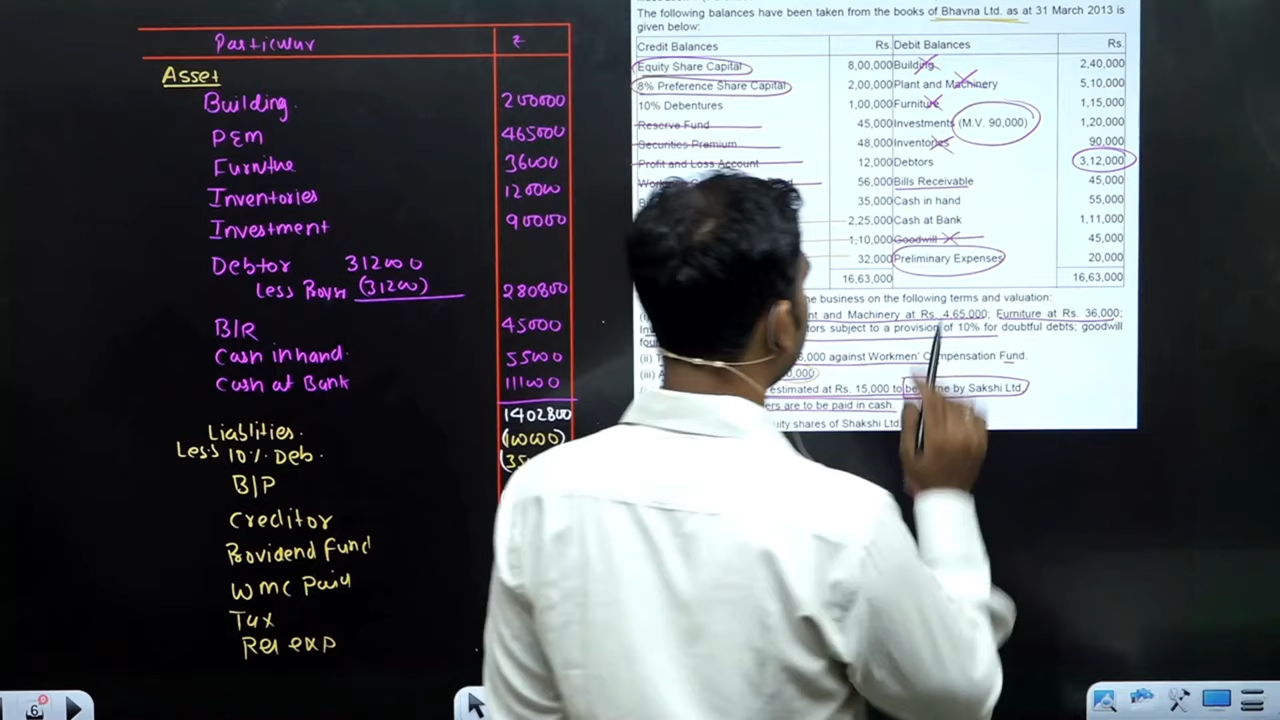 Particular ₹
Asset
Building. 200000
P&M 465000
Furniture 36000
Inventories 120000
Investment 90000
Debtor 312000
Less Provi (31200) 280800
B/R 45000
Cash in hand. 55000
Cash at Bank 111000
1402800
Liablities.
Less 10% Deb.
B/P
Creditor
Providend Fund
WMC Paid
Tax
Rea exp
The following balances have been taken from the books of Bhavna Ltd. as at 31 March 2013 is
given below:
Credit Balances Rs. Debit Balances Rs.
Equity Share Capital 8,00,000 Building 2,40,000
8% Preference Share Capital 2,00,000 Plant and Machinery 5,10,000
10% Debentures 1,00,000 Furniture 1,15,000
Reserve Fund 45,000 Investments (M.V. 90,000) 1,20,000
Securities Premium 48,000 Inventories 90,000
Profit and Loss Account 12,000 Debtors 3,12,000
56,000 Bills Receivable 45,000
35,000 Cash in hand 55,000
2,25,000 Cash at Bank 1,11,000
1,10,000 Goodwill 45,000
32,000 Preliminary Expenses 20,000
16,63,000 16,63,000
the business on the following terms and valuation:
and Machinery at Rs. 4,65,000; Furniture at Rs. 36,000;
subject to a provision of 10% for doubtful debts; goodwill
(ii) against Workmen' Compensation Fund.
(iii)
estimated at Rs. 15,000 to be borne by Sakshi Ltd.
are to be paid in cash.
shares of Shakshi Ltd
6